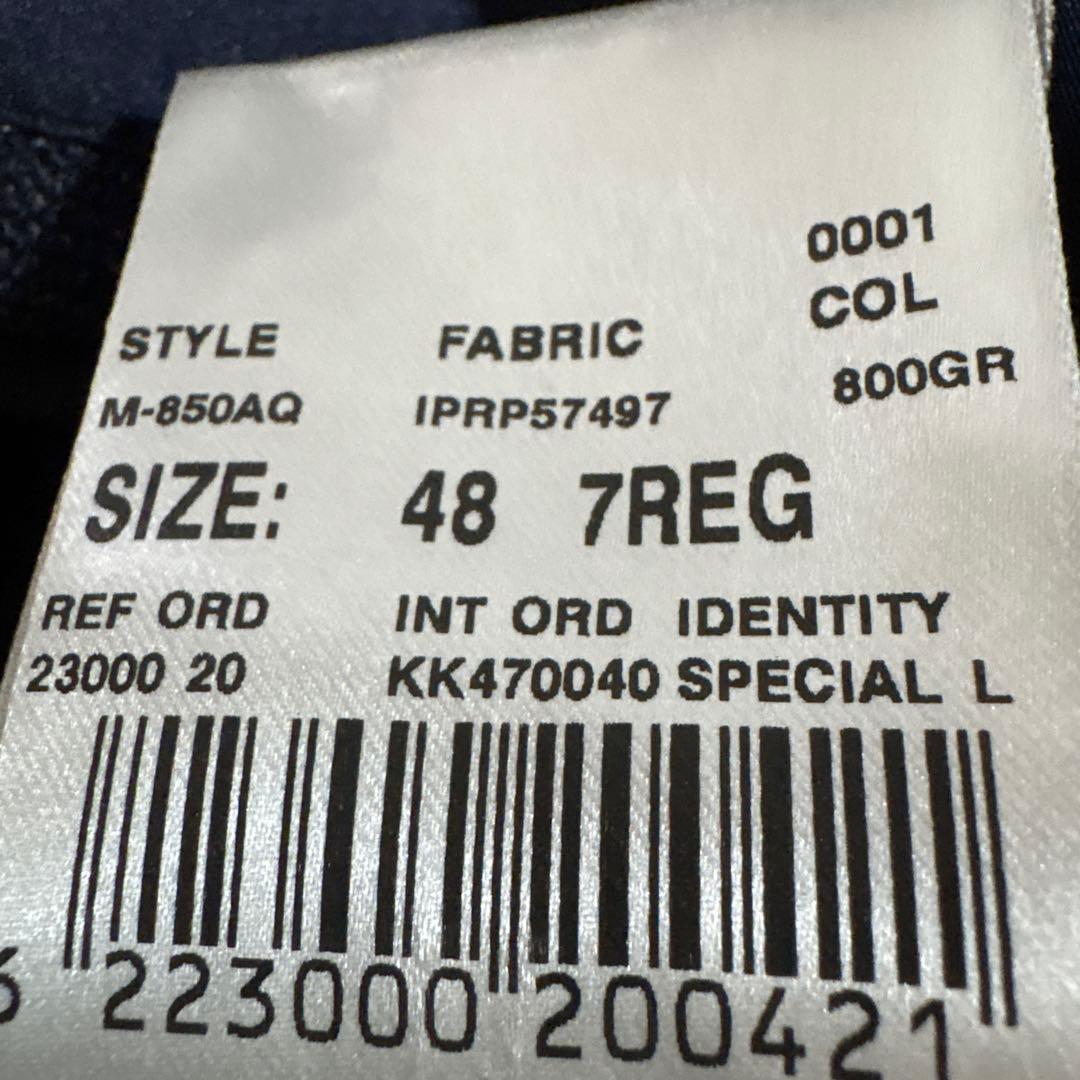 0001
COL
STYLE FABRIC 800GR
M-850AQ IPRP57497
SIZE: 48 7REG
REF ORD INT ORD IDENTITY
23000 20 KK470040 SPECIAL L
223000 200421